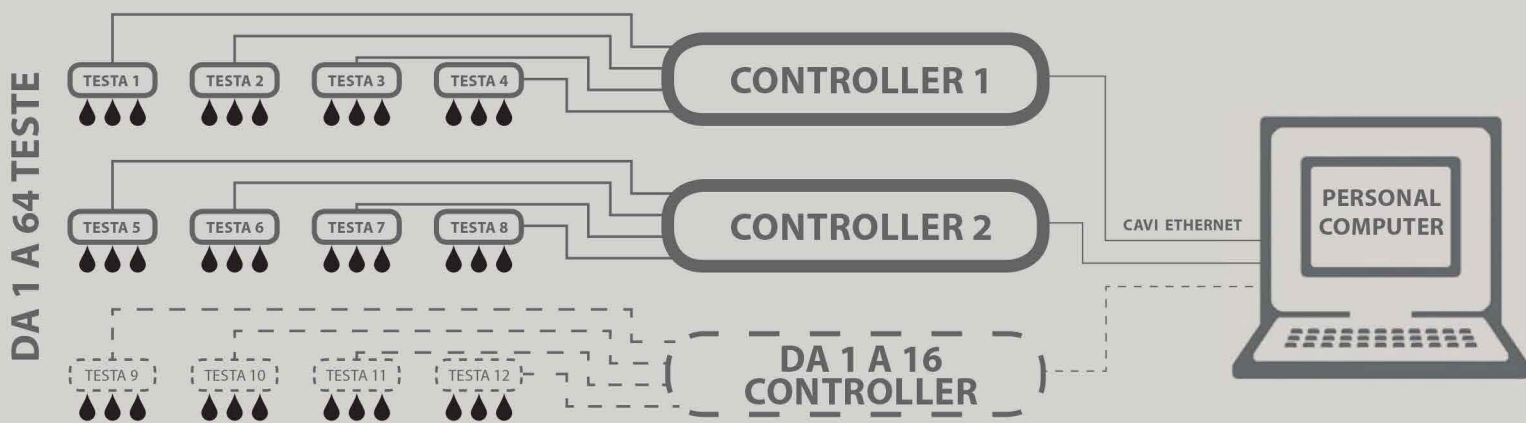 DA 1 A 64 TESTE
TESTA 1
TESTA 2
TESTA 3
TESTA 4
CONTROLLER 1
TESTA 5
TESTA 6
TESTA 7
TESTA 8
CONTROLLER 2
CAVI ETHERNET
PERSONAL
COMPUTER
TESTA 9
TESTA 10
TESTA 11
TESTA 12
DA 1 A 16
CONTROLLER